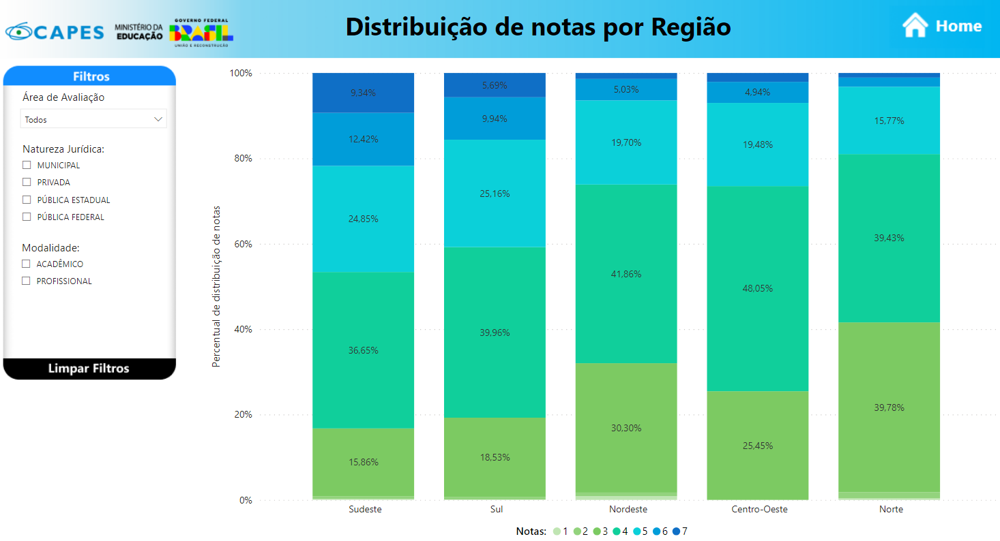 CAPES
MINISTÉRIO DA
EDUCAÇÃO
GOVERNO FEDERAL
BRASIL
UNIÃO E RECONSTRUÇÃO
Distribuição de notas por Região
Home
Filtros
Área de Avaliação
Todos
Natureza Jurídica:
MUNICIPAL
PRIVADA
PÚBLICA ESTADUAL
PÚBLICA FEDERAL
Modalidade:
ACADÊMICO
PROFISSIONAL
Limpar Filtros
Percentual de distribuição de notas
100%
80%
60%
40%
20%
0%
9,34%
12,42%
24,85%
36,65%
15,86%
5,69%
9,94%
25,16%
39,96%
18,53%
5,03%
19,70%
41,86%
30,30%
4,94%
19,48%
48,05%
25,45%
15,77%
39,43%
39,78%
Sudeste Sul Nordeste Centro-Oeste Norte
Notas: 1 2 3 4 5 6 7